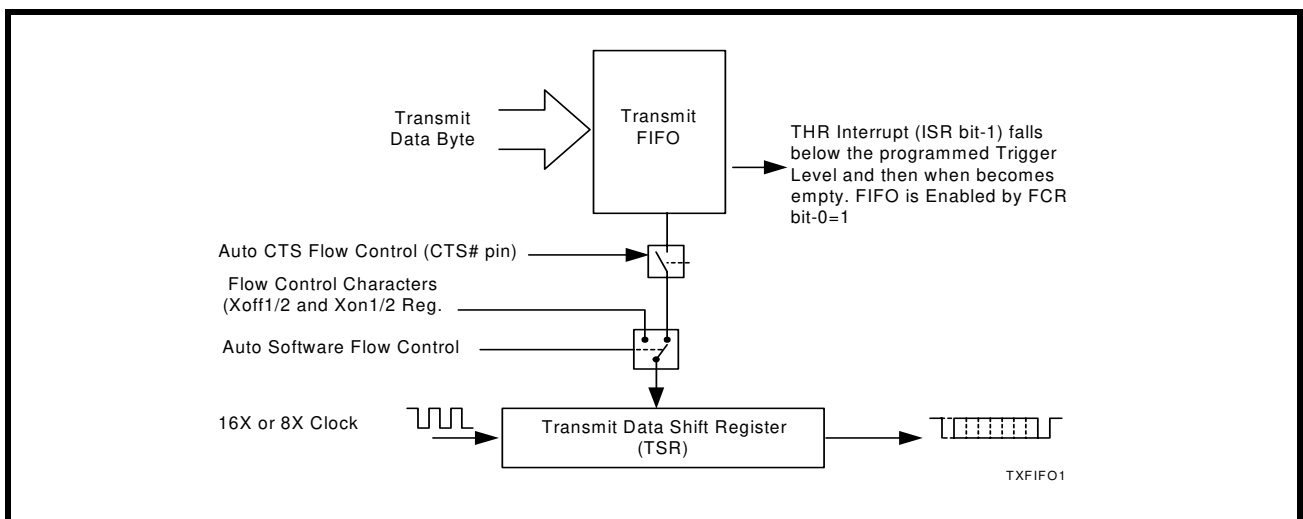 Transmit
Data Byte
Transmit
FIFO
THR Interrupt (ISR bit-1) falls
below the programmed Trigger
Level and then when becomes
empty. FIFO is Enabled by FCR
bit-0=1
Auto CTS Flow Control (CTS# pin)
Flow Control Characters
(Xoff1/2 and Xon1/2 Reg.
Auto Software Flow Control
16X or 8X Clock
Transmit Data Shift Register
(TSR)
TXFIFO1